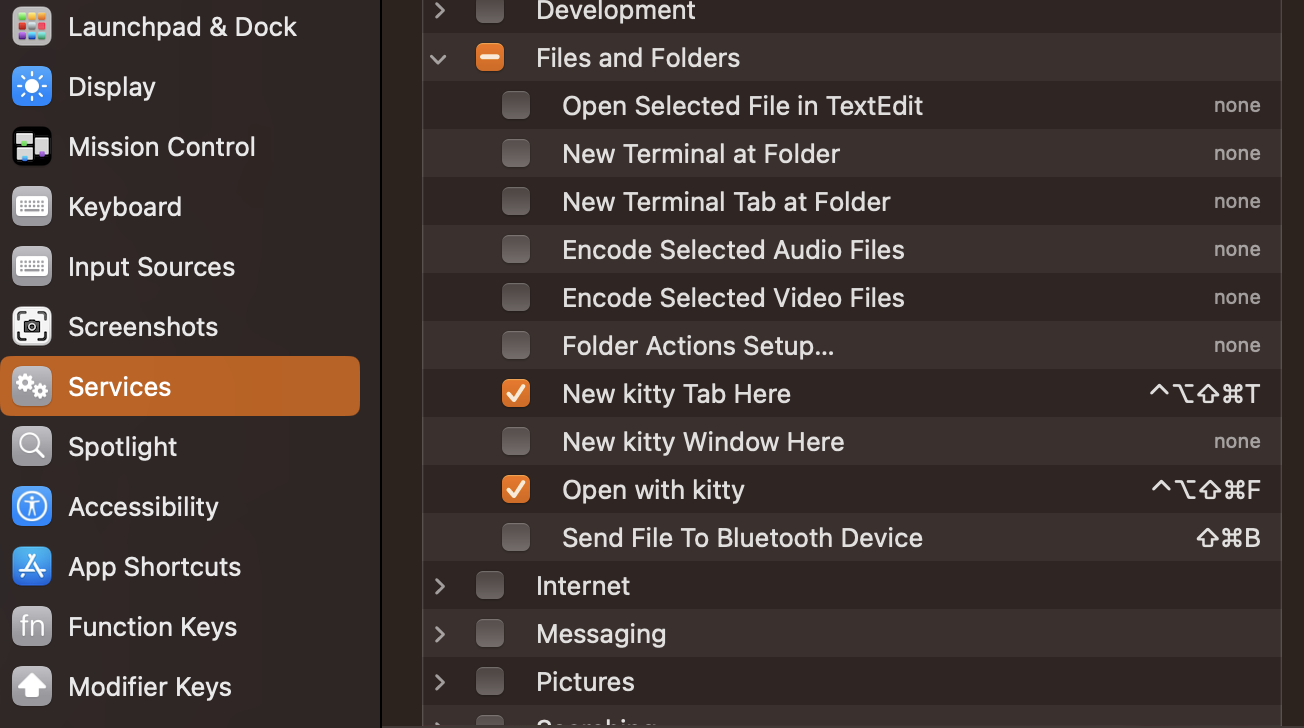 Launchpad & Dock
Display
Mission Control
Keyboard
Input Sources
Screenshots
Services
Spotlight
Accessibility
App Shortcuts
fn Function Keys
Modifier Keys
Development
Files and Folders
Open Selected File in TextEdit none
New Terminal at Folder none
New Terminal Tab at Folder none
Encode Selected Audio Files none
Encode Selected Video Files none
Folder Actions Setup... none
New kitty Tab Here ^⌥⇧⌘T
New kitty Window Here none
Open with kitty ^⌥⇧⌘F
Send File To Bluetooth Device ⇧⌘B
Internet
Messaging
Pictures